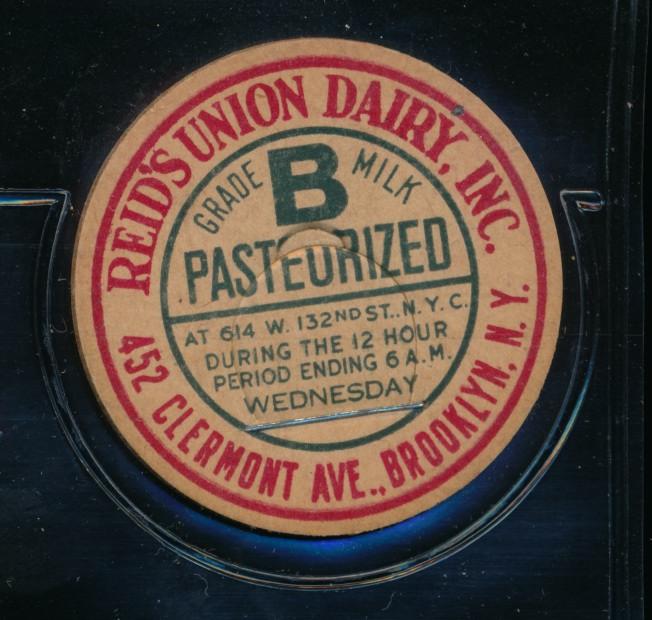 REID'S UNION DAIRY, INC.
GRADE B MILK
PASTEURIZED
AT 614 W. 132ND ST., N.Y.C.
DURING THE 12 HOUR
PERIOD ENDING 6 A.M.
WEDNESDAY
452 CLERMONT AVE., BROOKLYN, N.Y.